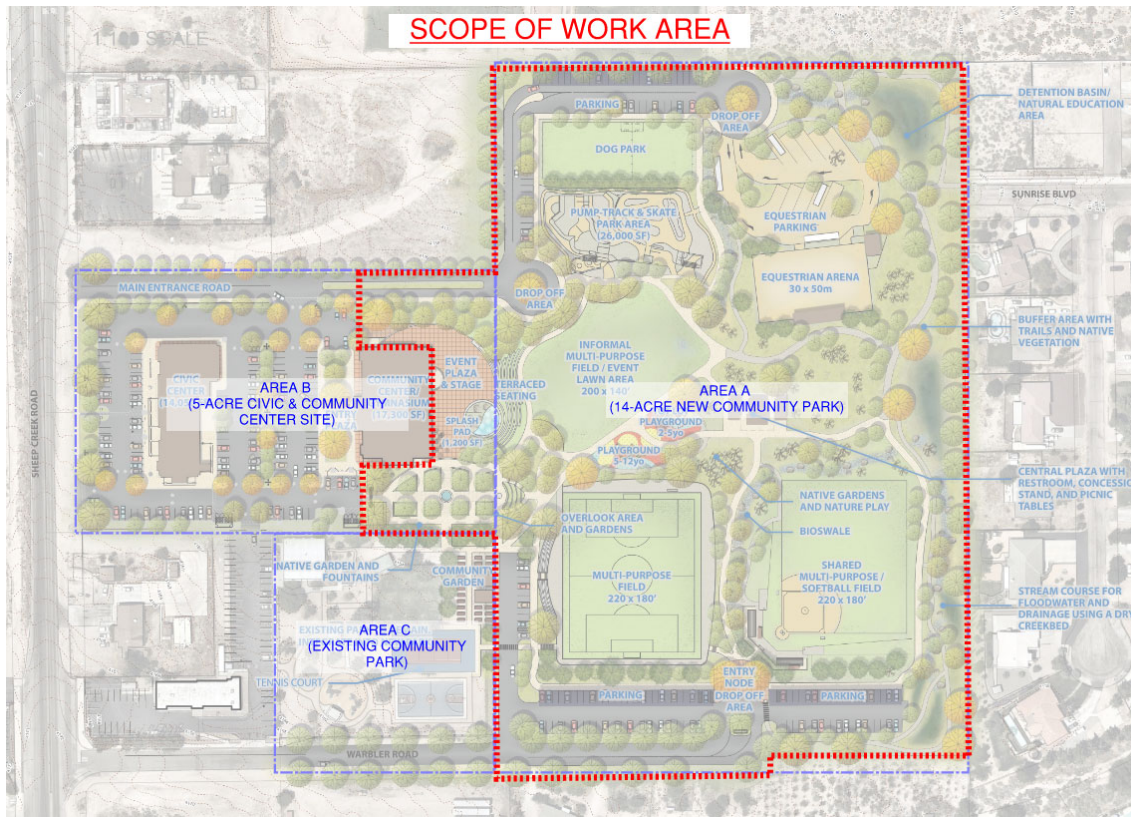 SCOPE OF WORK AREA
1:100 SCALE
PARKING
DROP OFF
AREA
DETENTION BASIN/
NATURAL EDUCATION
AREA
DOG PARK
SUNRISE BLVD
PUMP-TRACK & SKATE
PARK AREA
(26,000 SF)
EQUESTRIAN
PARKING
MAIN ENTRANCE ROAD
DROP OFF
AREA
EQUESTRIAN ARENA
30 x 50m
BUFFER AREA WITH
TRAILS AND NATIVE
VEGETATION
INFORMAL
MULTI-PURPOSE
FIELD / EVENT
LAWN AREA
200 x 140'
EVENT
PLAZA
& STAGE
TERRACED
SEATING
CIVIC
CENTER
COMMUNITY
CENTER/
(17,300 SF)
AREA B
(5-ACRE CIVIC & COMMUNITY
CENTER SITE)
AREA A
(14-ACRE NEW COMMUNITY PARK)
SHEEP CREEK ROAD
SPLASH
PAD
(1,200 SF)
PLAYGROUND
2-5yo
PLAYGROUND
5-12yo
CENTRAL PLAZA WITH
RESTROOM, CONCESSION
STAND, AND PICNIC
TABLES
NATIVE GARDENS
AND NATURE PLAY
OVERLOOK AREA
AND GARDENS
BIOSWALE
NATIVE GARDEN AND
FOUNTAINS
COMMUNITY
GARDEN
MULTI-PURPOSE
FIELD
220 x 180'
SHARED
MULTI-PURPOSE /
SOFTBALL FIELD
220 x 180'
STREAM COURSE FOR
FLOODWATER AND
DRAINAGE USING A DRY
CREEKBED
AREA C
(EXISTING COMMUNITY
PARK)
TENNIS COURT
PARKING
ENTRY
NODE
DROP OFF
AREA
PARKING
WARBLER ROAD